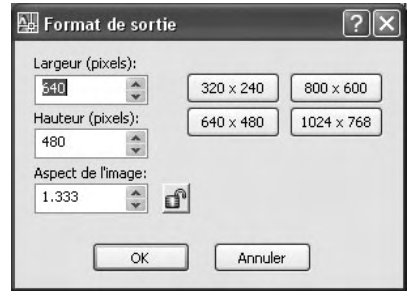 Format de sortie
Largeur (pixels):
640
320 x 240
800 x 600
Hauteur (pixels):
640 x 480
1024 x 768
480
Aspect de l'image:
1.333
OK
Annuler